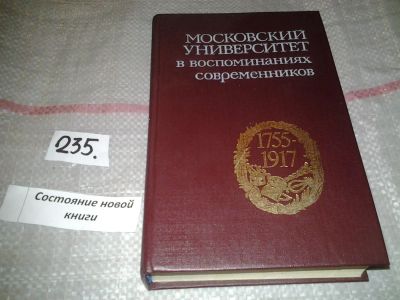 МОСКОВСКИЙ
УНИВЕРСИТЕТ
в воспоминаниях
современников
1755-
1917
235.
Состояние новой
книги